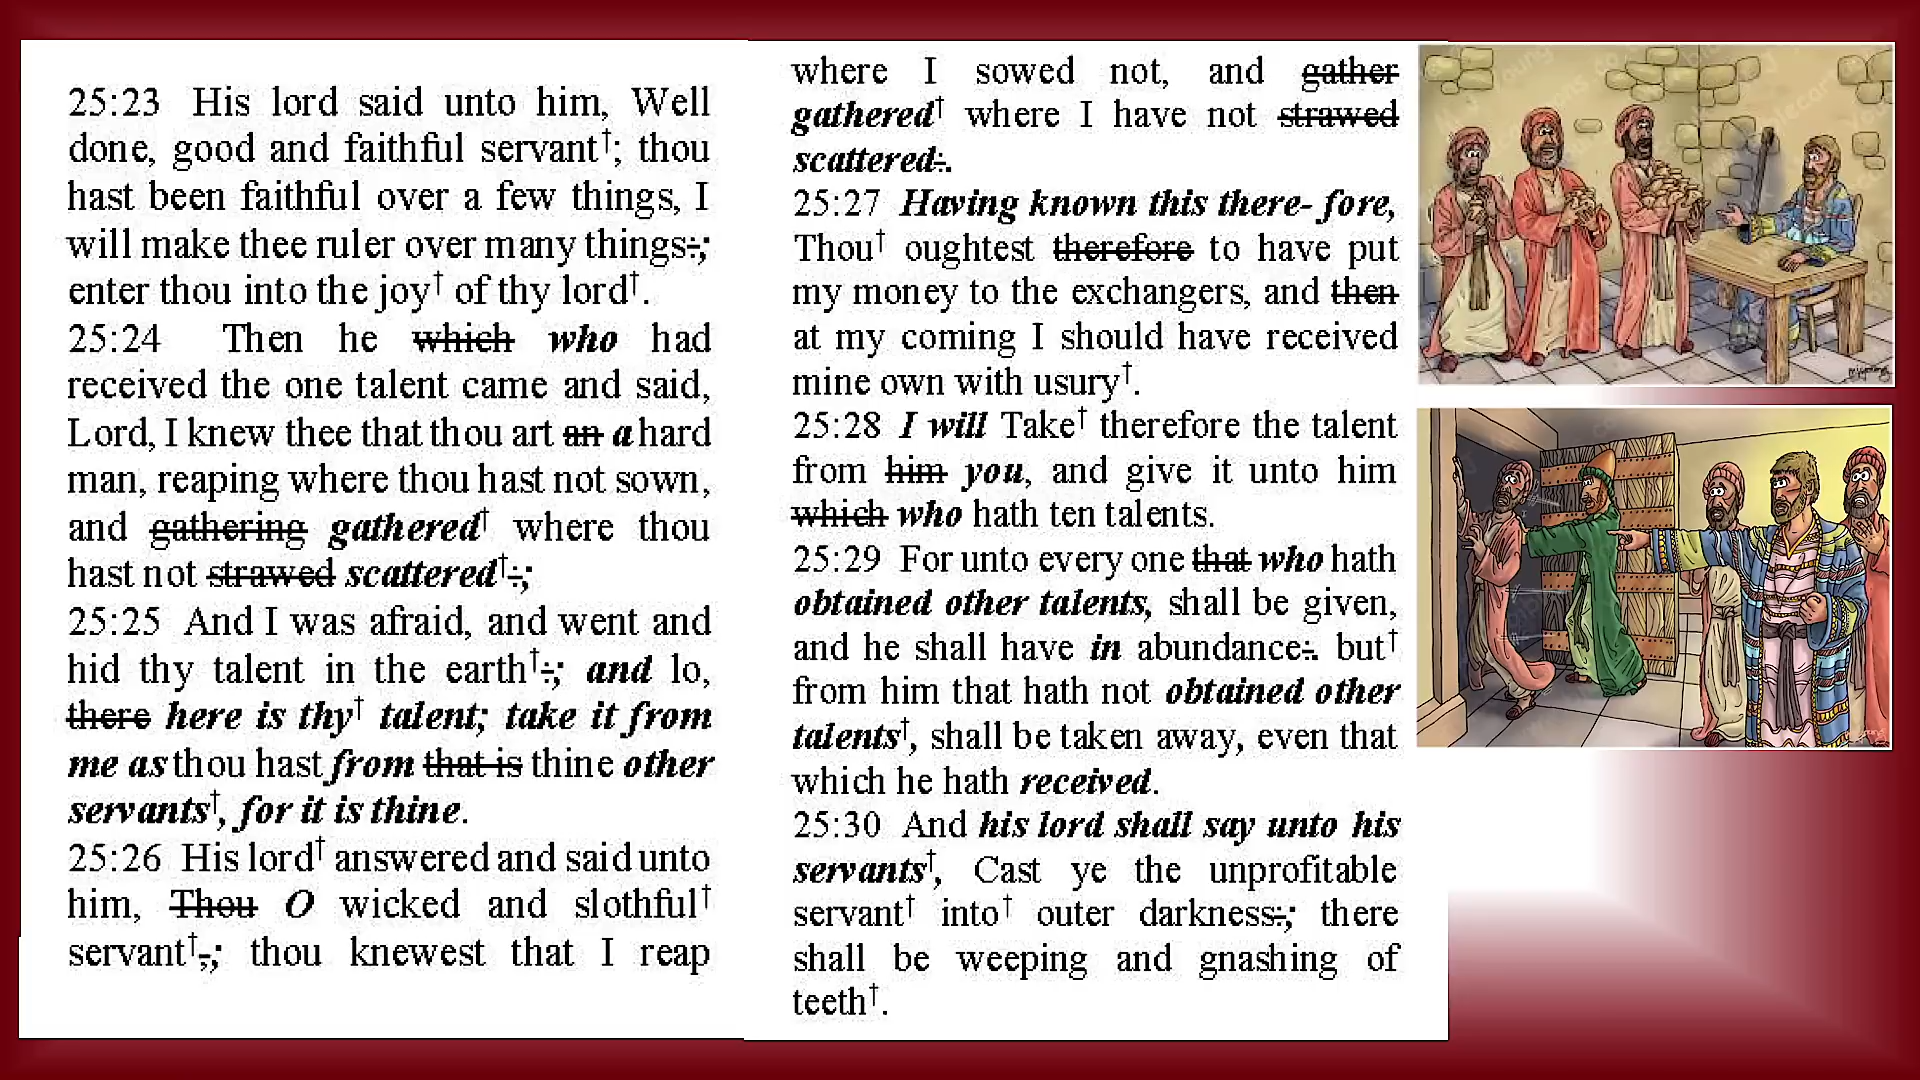 25:23 His lord said unto him, Well
done, good and faithful servant†; thou
hast been faithful over a few things, I
will make thee ruler over many things:;
enter thou into the joy† of thy lord†.
25:24 Then he which who had
received the one talent came and said,
Lord, I knew thee that thou art an a hard
man, reaping where thou hast not sown,
and gathering gathered† where thou
hast not strawed scattered†:;
25:25 And I was afraid, and went and
hid thy talent in the earth†:; and lo,
there here is thy† talent; take it from
me as thou hast from that is thine other
servants†, for it is thine.
25:26 His lord† answered and said unto
him, Thou O wicked and slothful†
servant†,; thou knewest that I reap
where I sowed not, and gather
gathered† where I have not strawed
scattered:.
25:27 Having known this there- fore,
Thou† oughtest therefore to have put
my money to the exchangers, and then
at my coming I should have received
mine own with usury†.
25:28 I will Take† therefore the talent
from him you, and give it unto him
which who hath ten talents.
25:29 For unto every one that who hath
obtained other talents, shall be given,
and he shall have in abundance:. but†
from him that hath not obtained other
talents†, shall be taken away, even that
which he hath received.
25:30 And his lord shall say unto his
servants†, Cast ye the unprofitable
servant† into† outer darkness:; there
shall be weeping and gnashing of
teeth†.